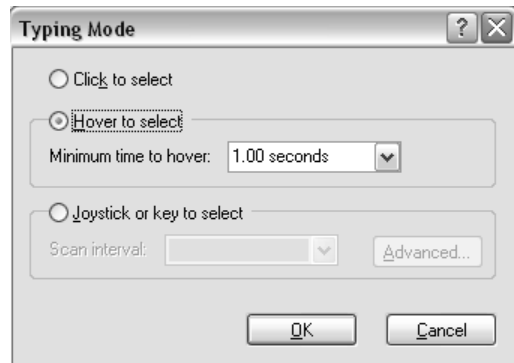 Typing Mode
Click to select
Hover to select
Minimum time to hover: 1.00 seconds
Joystick or key to select
Scan interval: Advanced...
OK Cancel